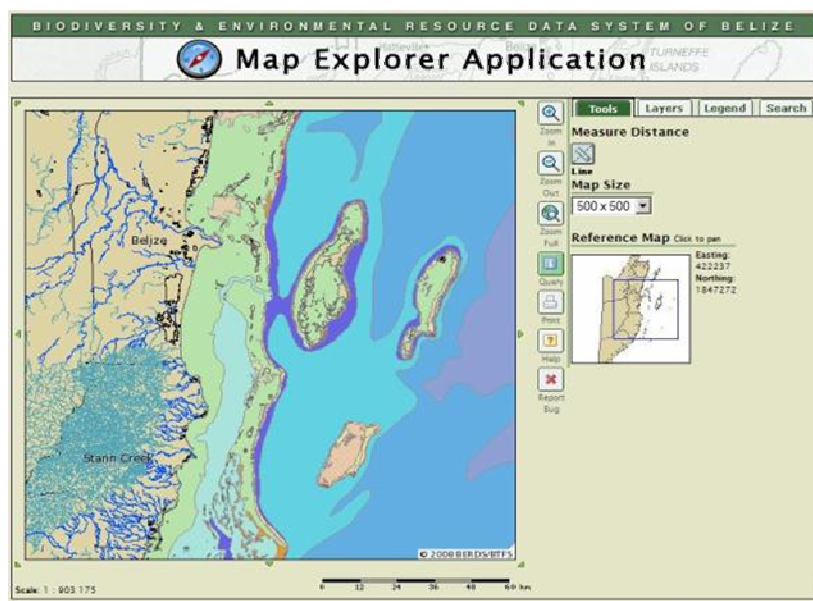 BIODIVERSITY & ENVIRONMENTAL RESOURCE DATA SYSTEM OF BELIZE
Map Explorer Application
TURNEFFE
ISLANDS
Tools Layers Legend Search
Measure Distance
Line
Map Size
500 x 500
Reference Map Click to pan
Easting:
422237
Northing:
1847272
Zoom
In
Zoom
Out
Zoom
Full
Query
Print
Help
Report
Bug
Belize
Stann Creek
© 2008 BERDS/BTFS
Scale: 1 : 903 175
0 12 24 36 48 60 km